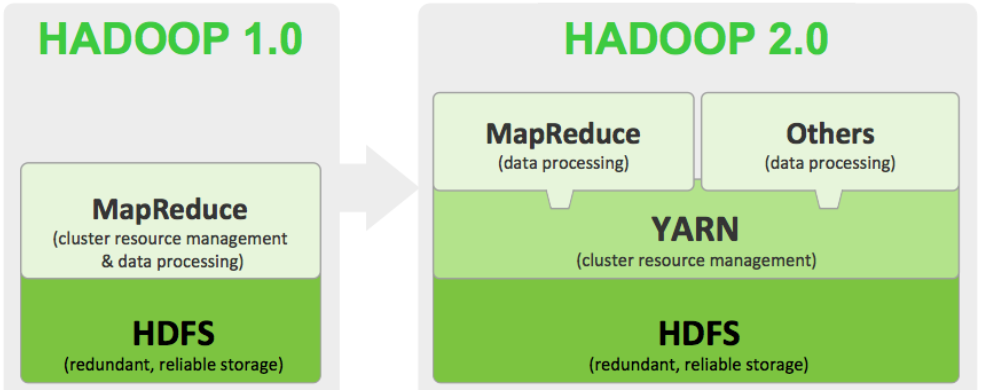 HADOOP 1.0
MapReduce
(cluster resource management
& data processing)
HDFS
(redundant, reliable storage)
HADOOP 2.0
MapReduce
(data processing)
Others
(data processing)
YARN
(cluster resource management)
HDFS
(redundant, reliable storage)